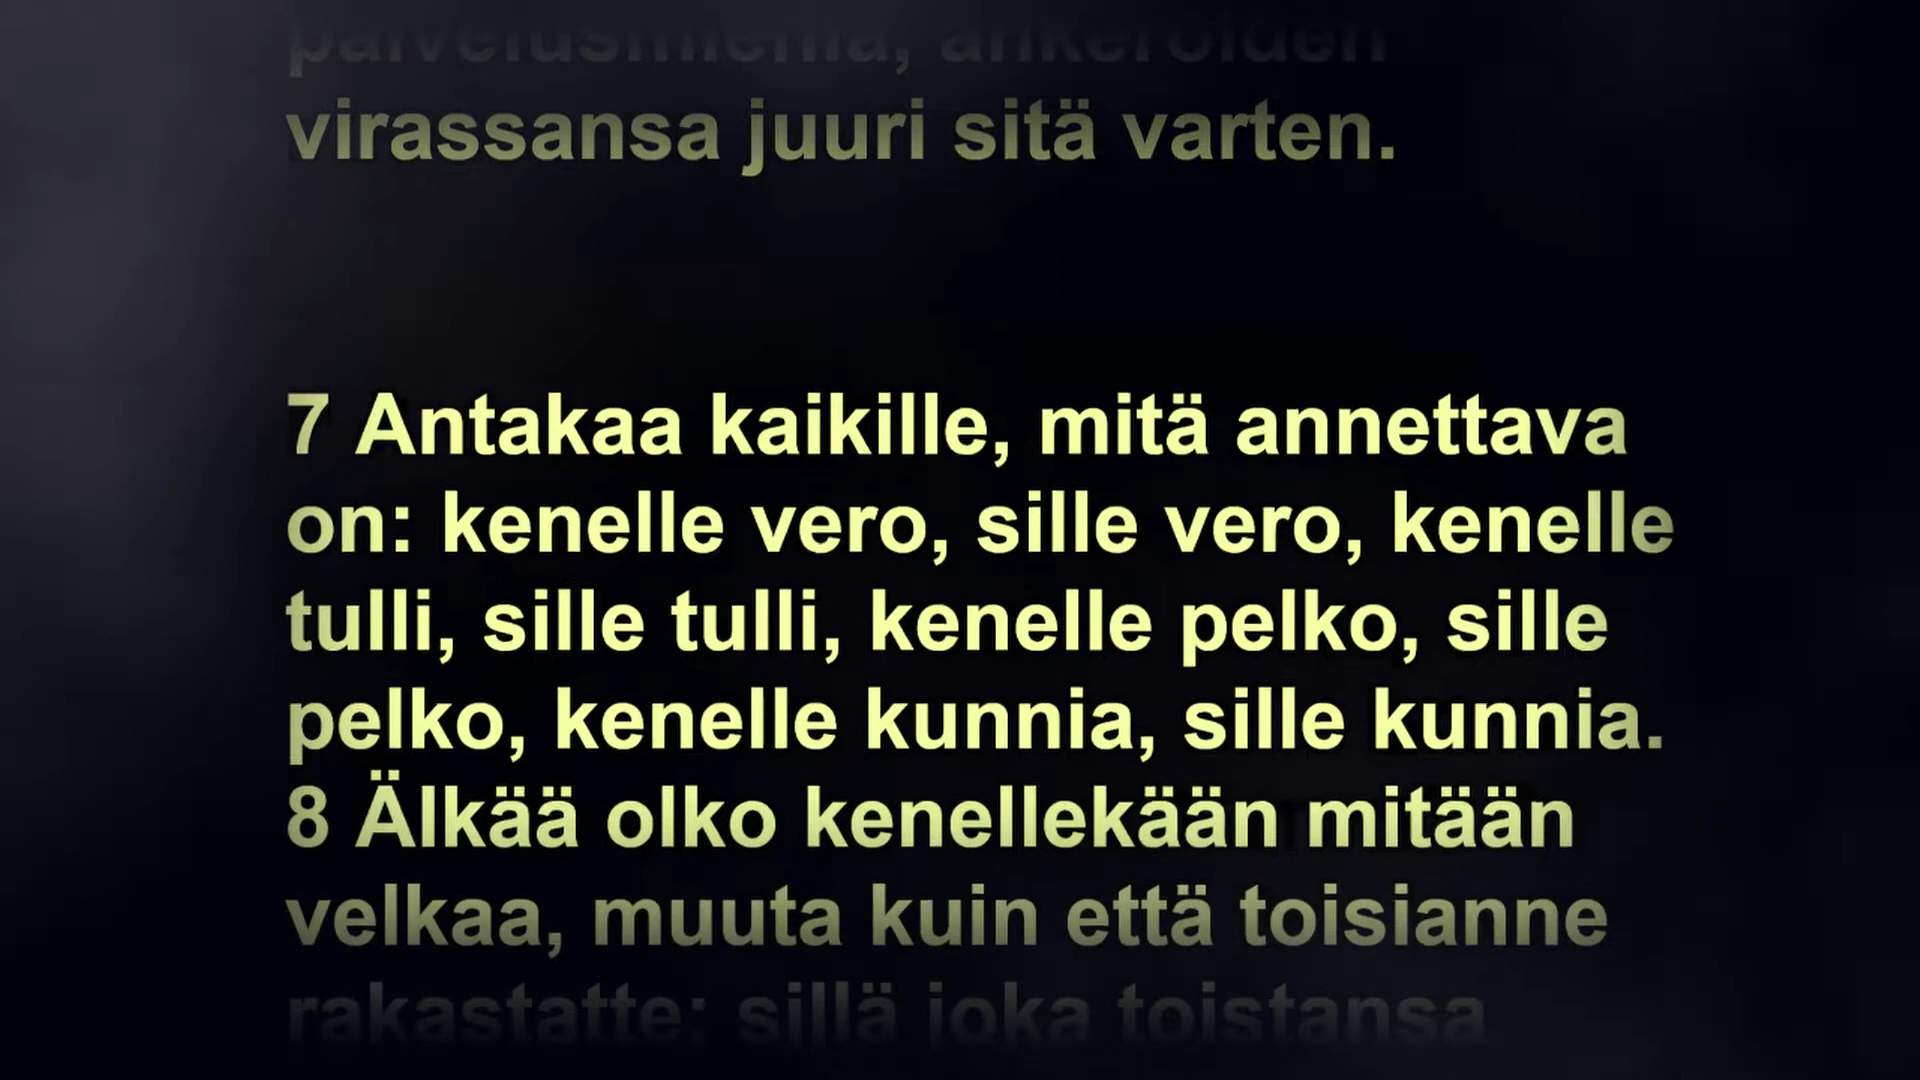 palvelusmiehiä, ahkeroiden
virassansa juuri sitä varten.
7 Antakaa kaikille, mitä annettava
on: kenelle vero, sille vero, kenelle
tulli, sille tulli, kenelle pelko, sille
pelko, kenelle kunnia, sille kunnia.
8 Älkää olko kenellekään mitään
velkaa, muuta kuin että toisianne
rakastatte; sillä joka toistansa